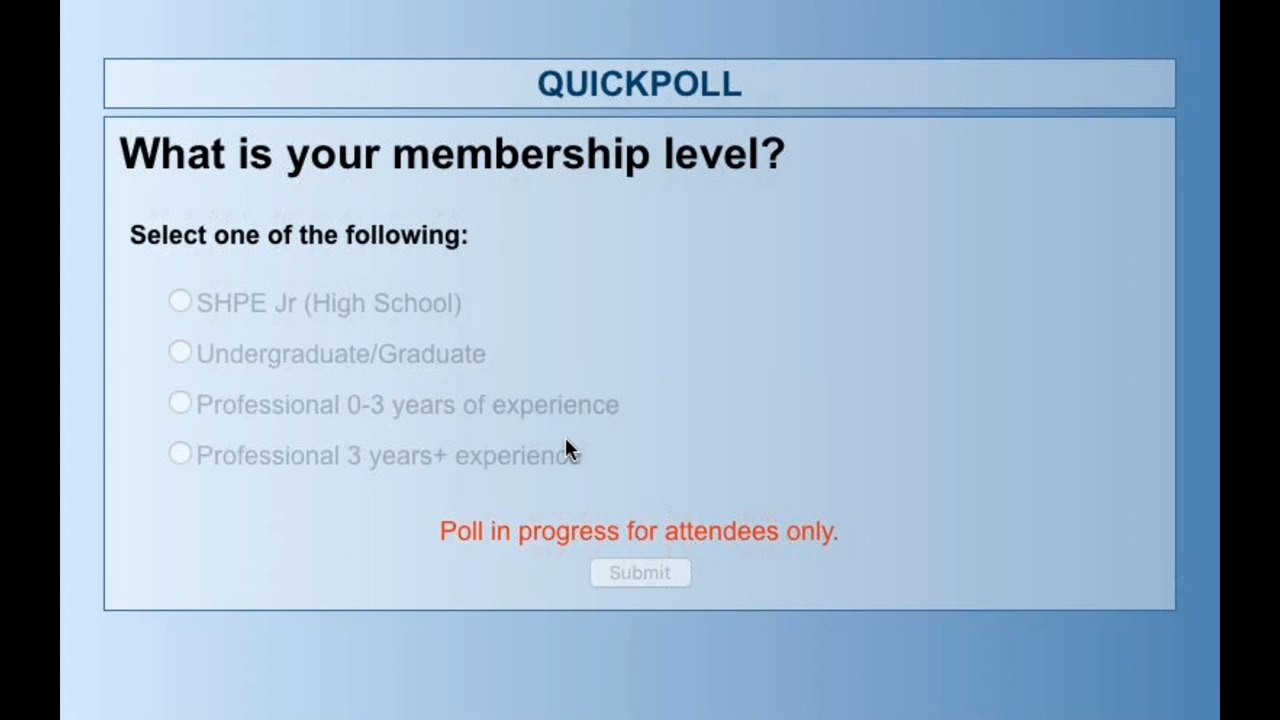 QUICKPOLL
What is your membership level?
Select one of the following:
SHPE Jr (High School)
Undergraduate/Graduate
Professional 0-3 years of experience
Professional 3 years+ experience
Poll in progress for attendees only.
Submit